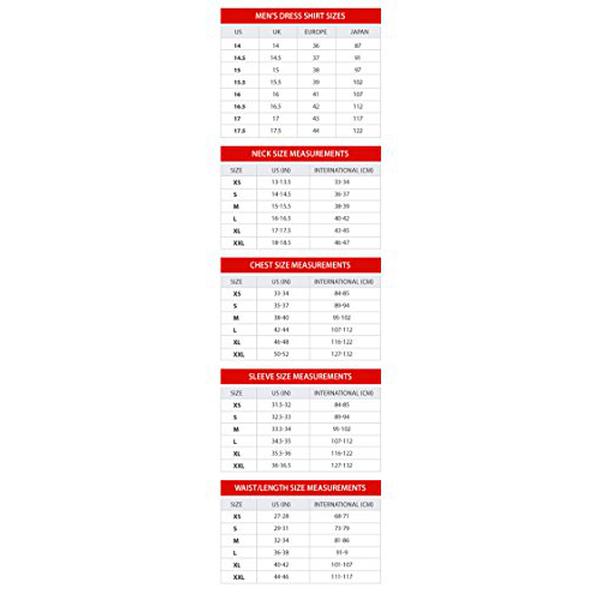 MEN'S DRESS SHIRT SIZES
US UK EUROPE JAPAN
14 14 36 87
14.5 14.5 37 91
15 15 38 97
15.5 15.5 39 102
16 16 41 107
16.5 16.5 42 112
17 17 43 117
17.5 17.5 44 122
NECK SIZE MEASUREMENTS
SIZE US (IN) INTERNATIONAL (CM)
XS 13-13.5 33-34
S 14-14.5 36-37
M 15-15.5 38-39
L 16-16.5 40-42
XL 17-17.5 43-45
XXL 18-18.5 46-47
CHEST SIZE MEASUREMENTS
SIZE US (IN) INTERNATIONAL (CM)
XS 33-34 84-85
S 35-37 89-94
M 38-40 95-102
L 42-44 107-112
XL 46-48 116-122
XXL 50-52 127-132
SLEEVE SIZE MEASUREMENTS
SIZE US (IN) INTERNATIONAL (CM)
XS 31.5-32 84-85
S 32.5-33 89-94
M 33.5-34 95-102
L 34.5-35 107-112
XL 35.5-36 116-122
XXL 36-36.5 127-132
WAIST/LENGTH SIZE MEASUREMENTS
SIZE US (IN) INTERNATIONAL (CM)
XS 27-28 68-71
S 29-31 73-79
M 32-34 81-86
L 36-38 91-9
XL 40-42 101-107
XXL 44-46 111-117